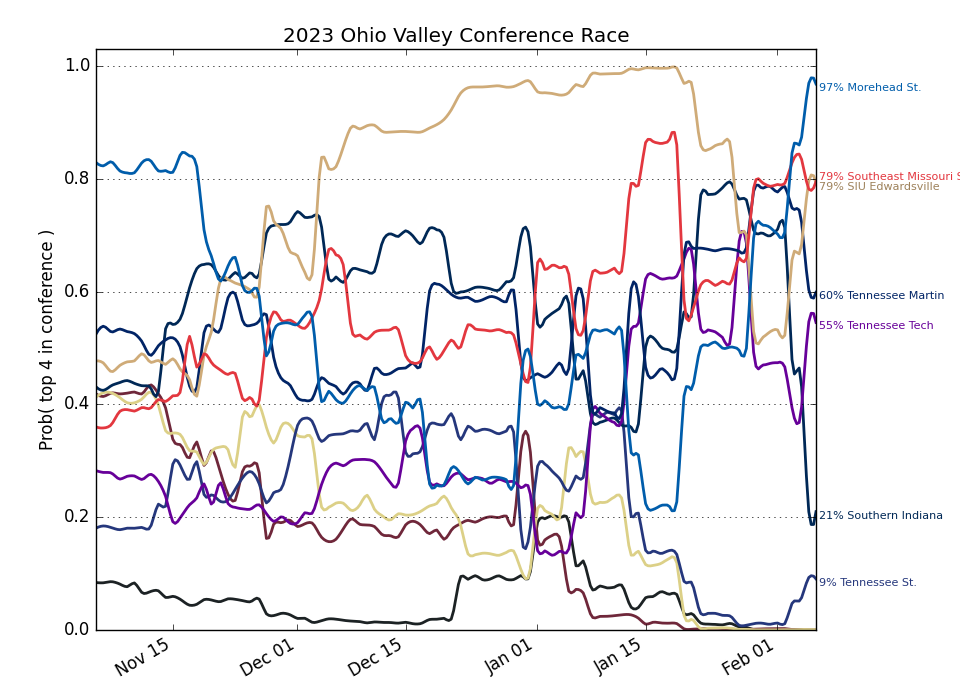 2023 Ohio Valley Conference Race
Prob( top 4 in conference )
1.0
0.8
0.6
0.4
0.2
0.0
Nov 15
Dec 01
Dec 15
Jan 01
Jan 15
Feb 01
97% Morehead St.
79% Southeast Missouri S
79% SIU Edwardsville
60% Tennessee Martin
55% Tennessee Tech
21% Southern Indiana
9% Tennessee St.